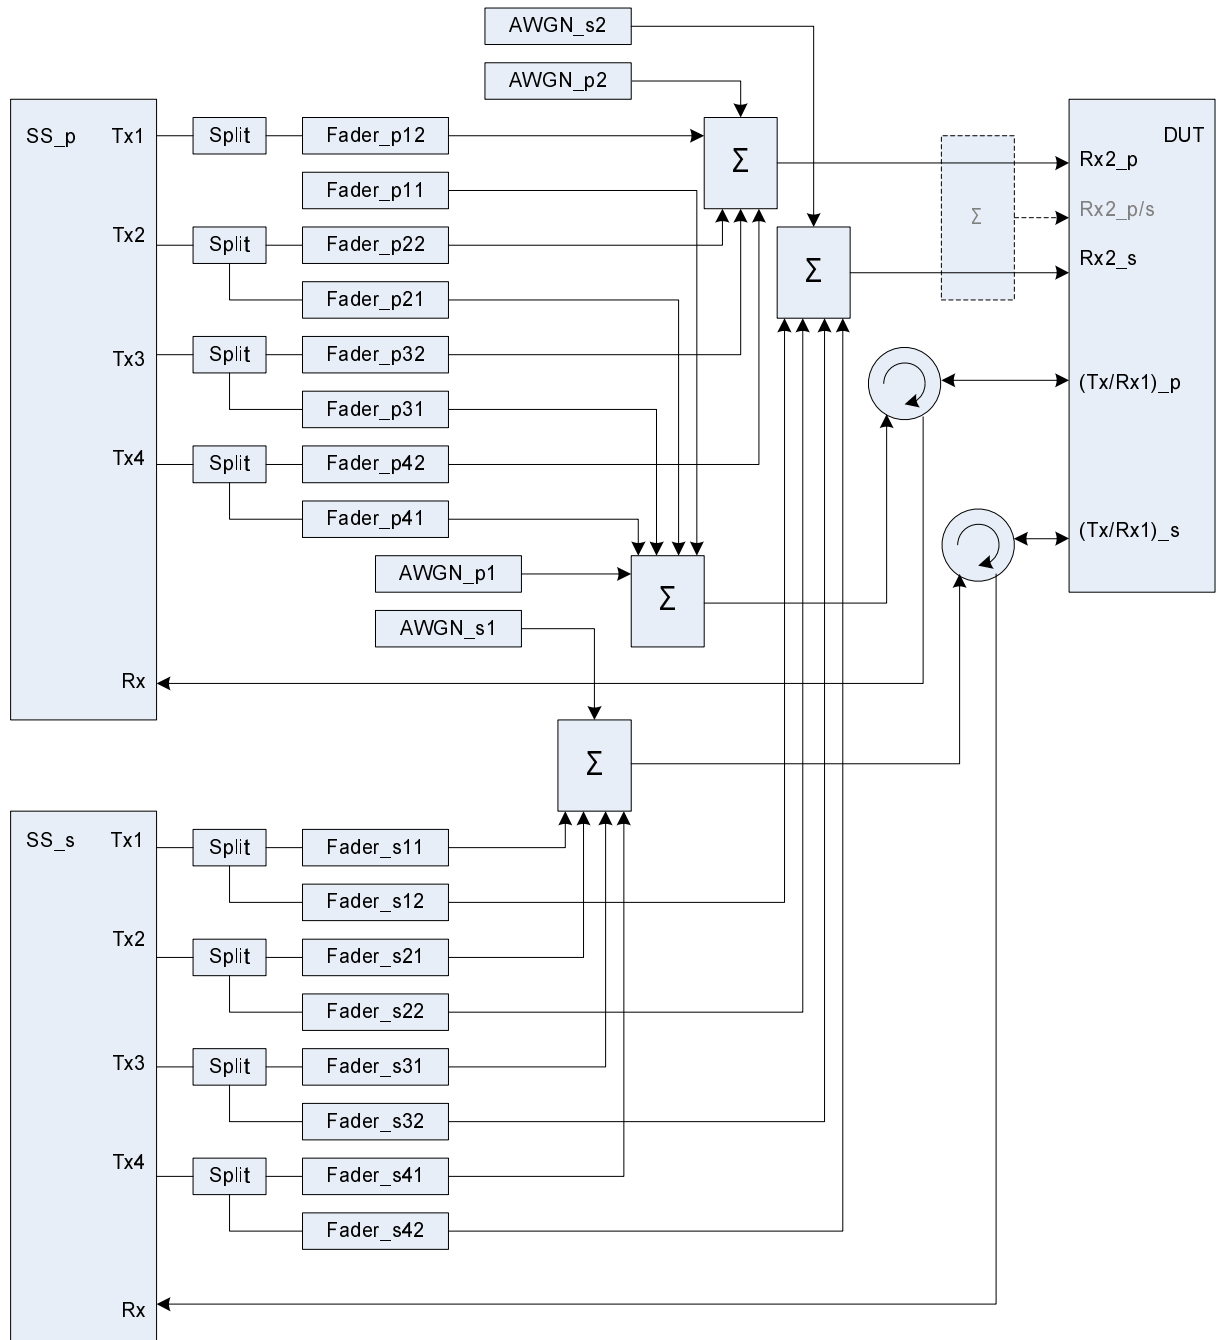 AWGN_s2
AWGN_p2
SS_p
Tx1
Split
Fader_p12
Σ
DUT
Rx2_p
Fader_p11
Σ
Rx2_p/s
Tx2
Split
Fader_p22
Σ
Rx2_s
Fader_p21
Tx3
Split
Fader_p32
(Tx/Rx1)_p
Fader_p31
Tx4
Split
Fader_p42
Fader_p41
(Tx/Rx1)_s
AWGN_p1
Σ
AWGN_s1
Rx
Σ
SS_s
Tx1
Split
Fader_s11
Fader_s12
Tx2
Split
Fader_s21
Fader_s22
Tx3
Split
Fader_s31
Fader_s32
Tx4
Split
Fader_s41
Fader_s42
Rx